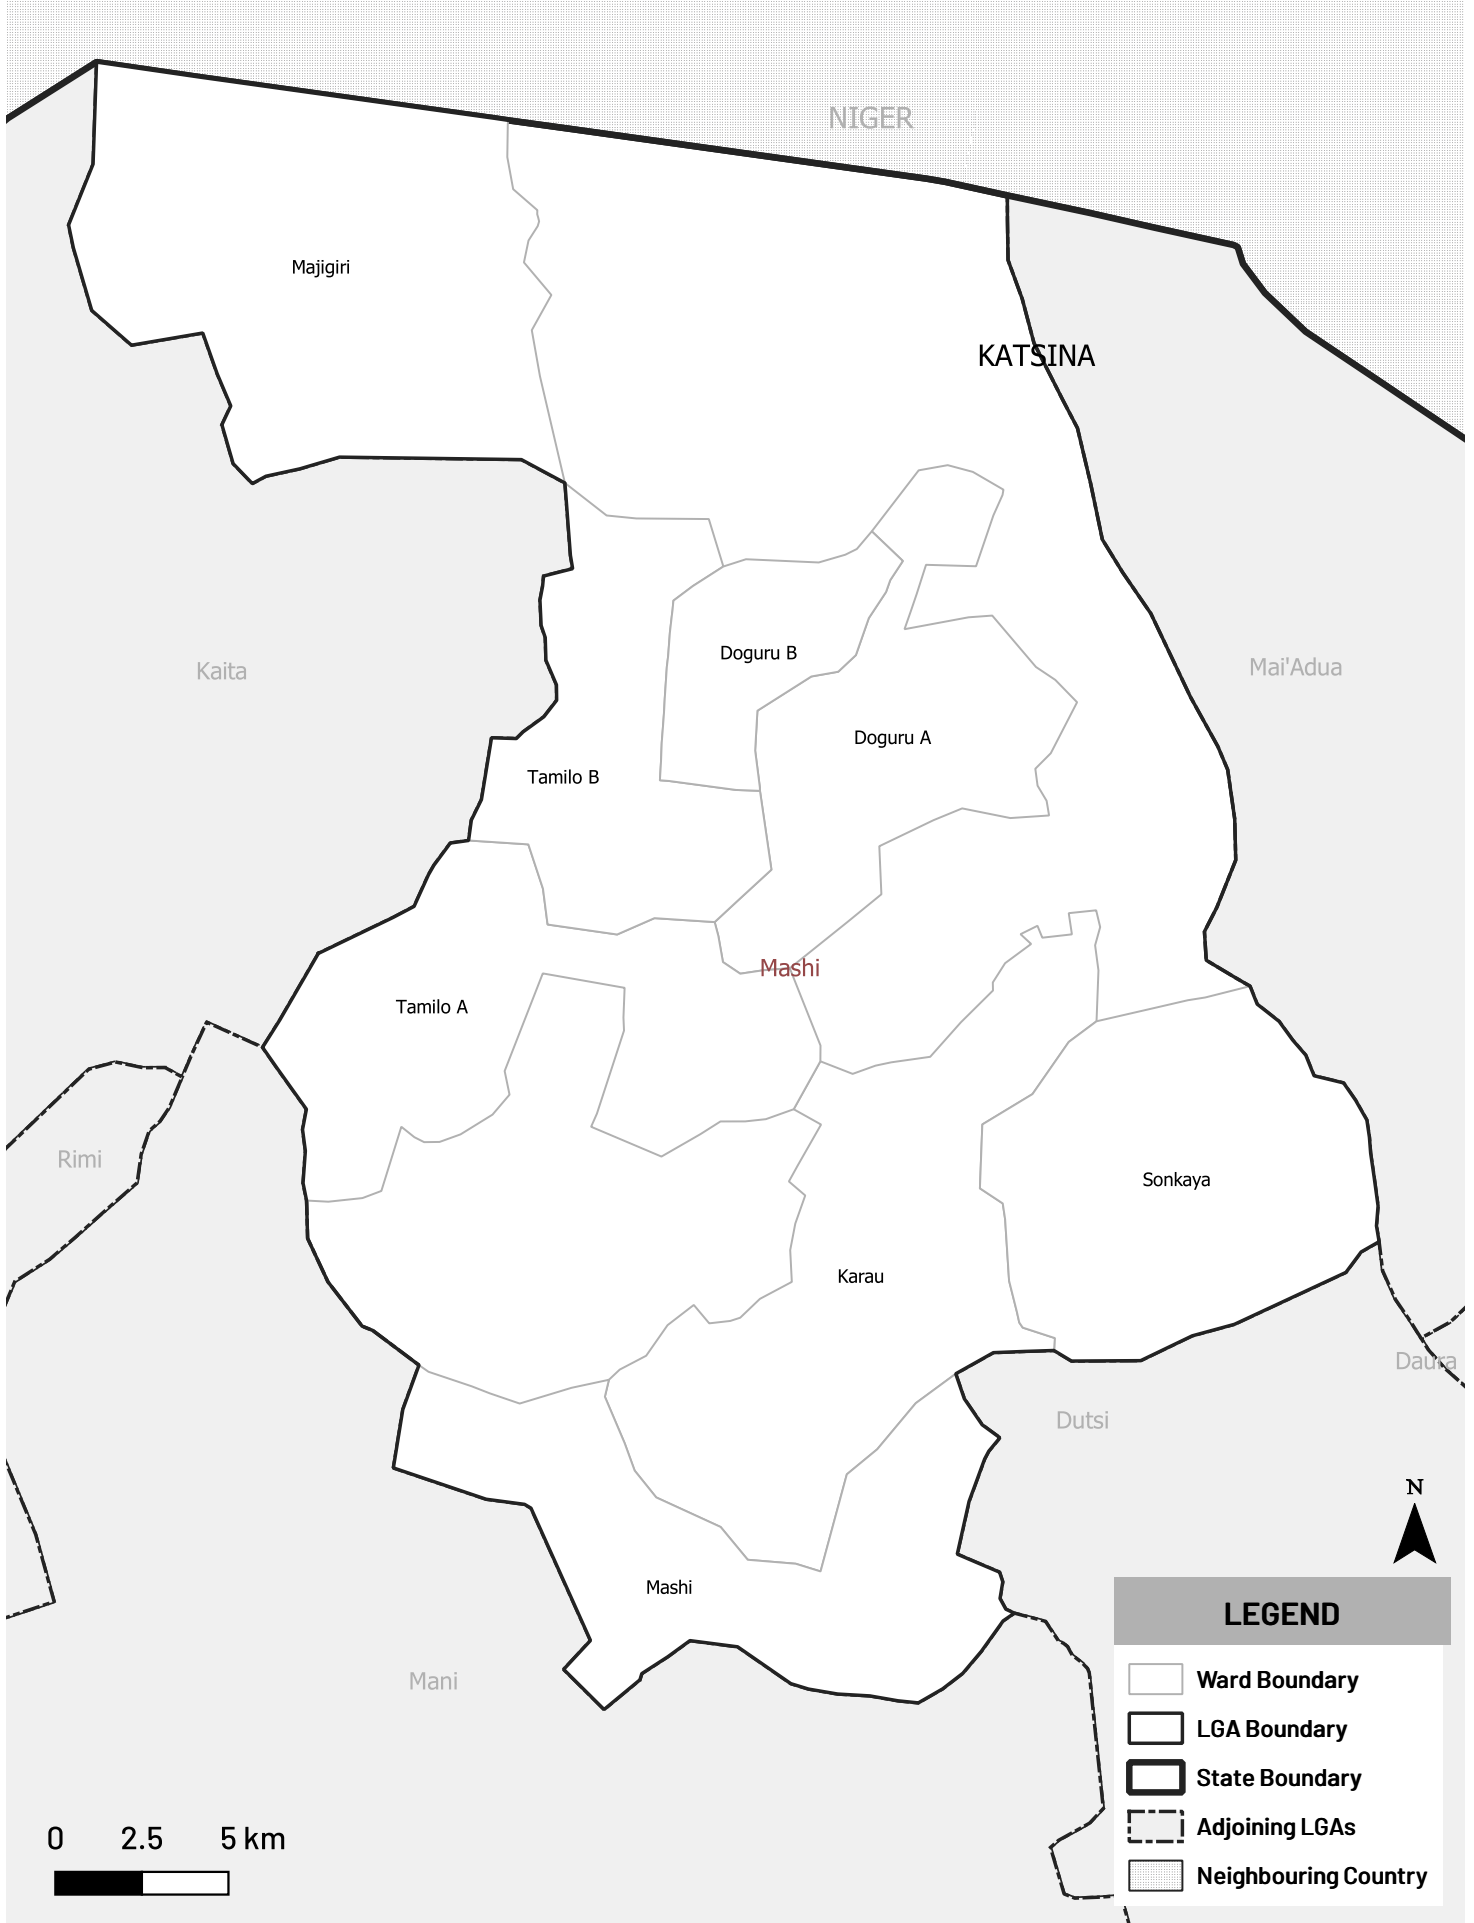 NIGER
Majigiri
KATSINA
Doguru B
Kaita
Mai'Adua
Doguru A
Tamilo B
Mashi
Tamilo A
Rimi
Sonkaya
Karau
Daura
Dutsi
N
Mashi
LEGEND
Mani
Ward Boundary
LGA Boundary
State Boundary
Adjoining LGAs
Neighbouring Country
0 2.5 5 km